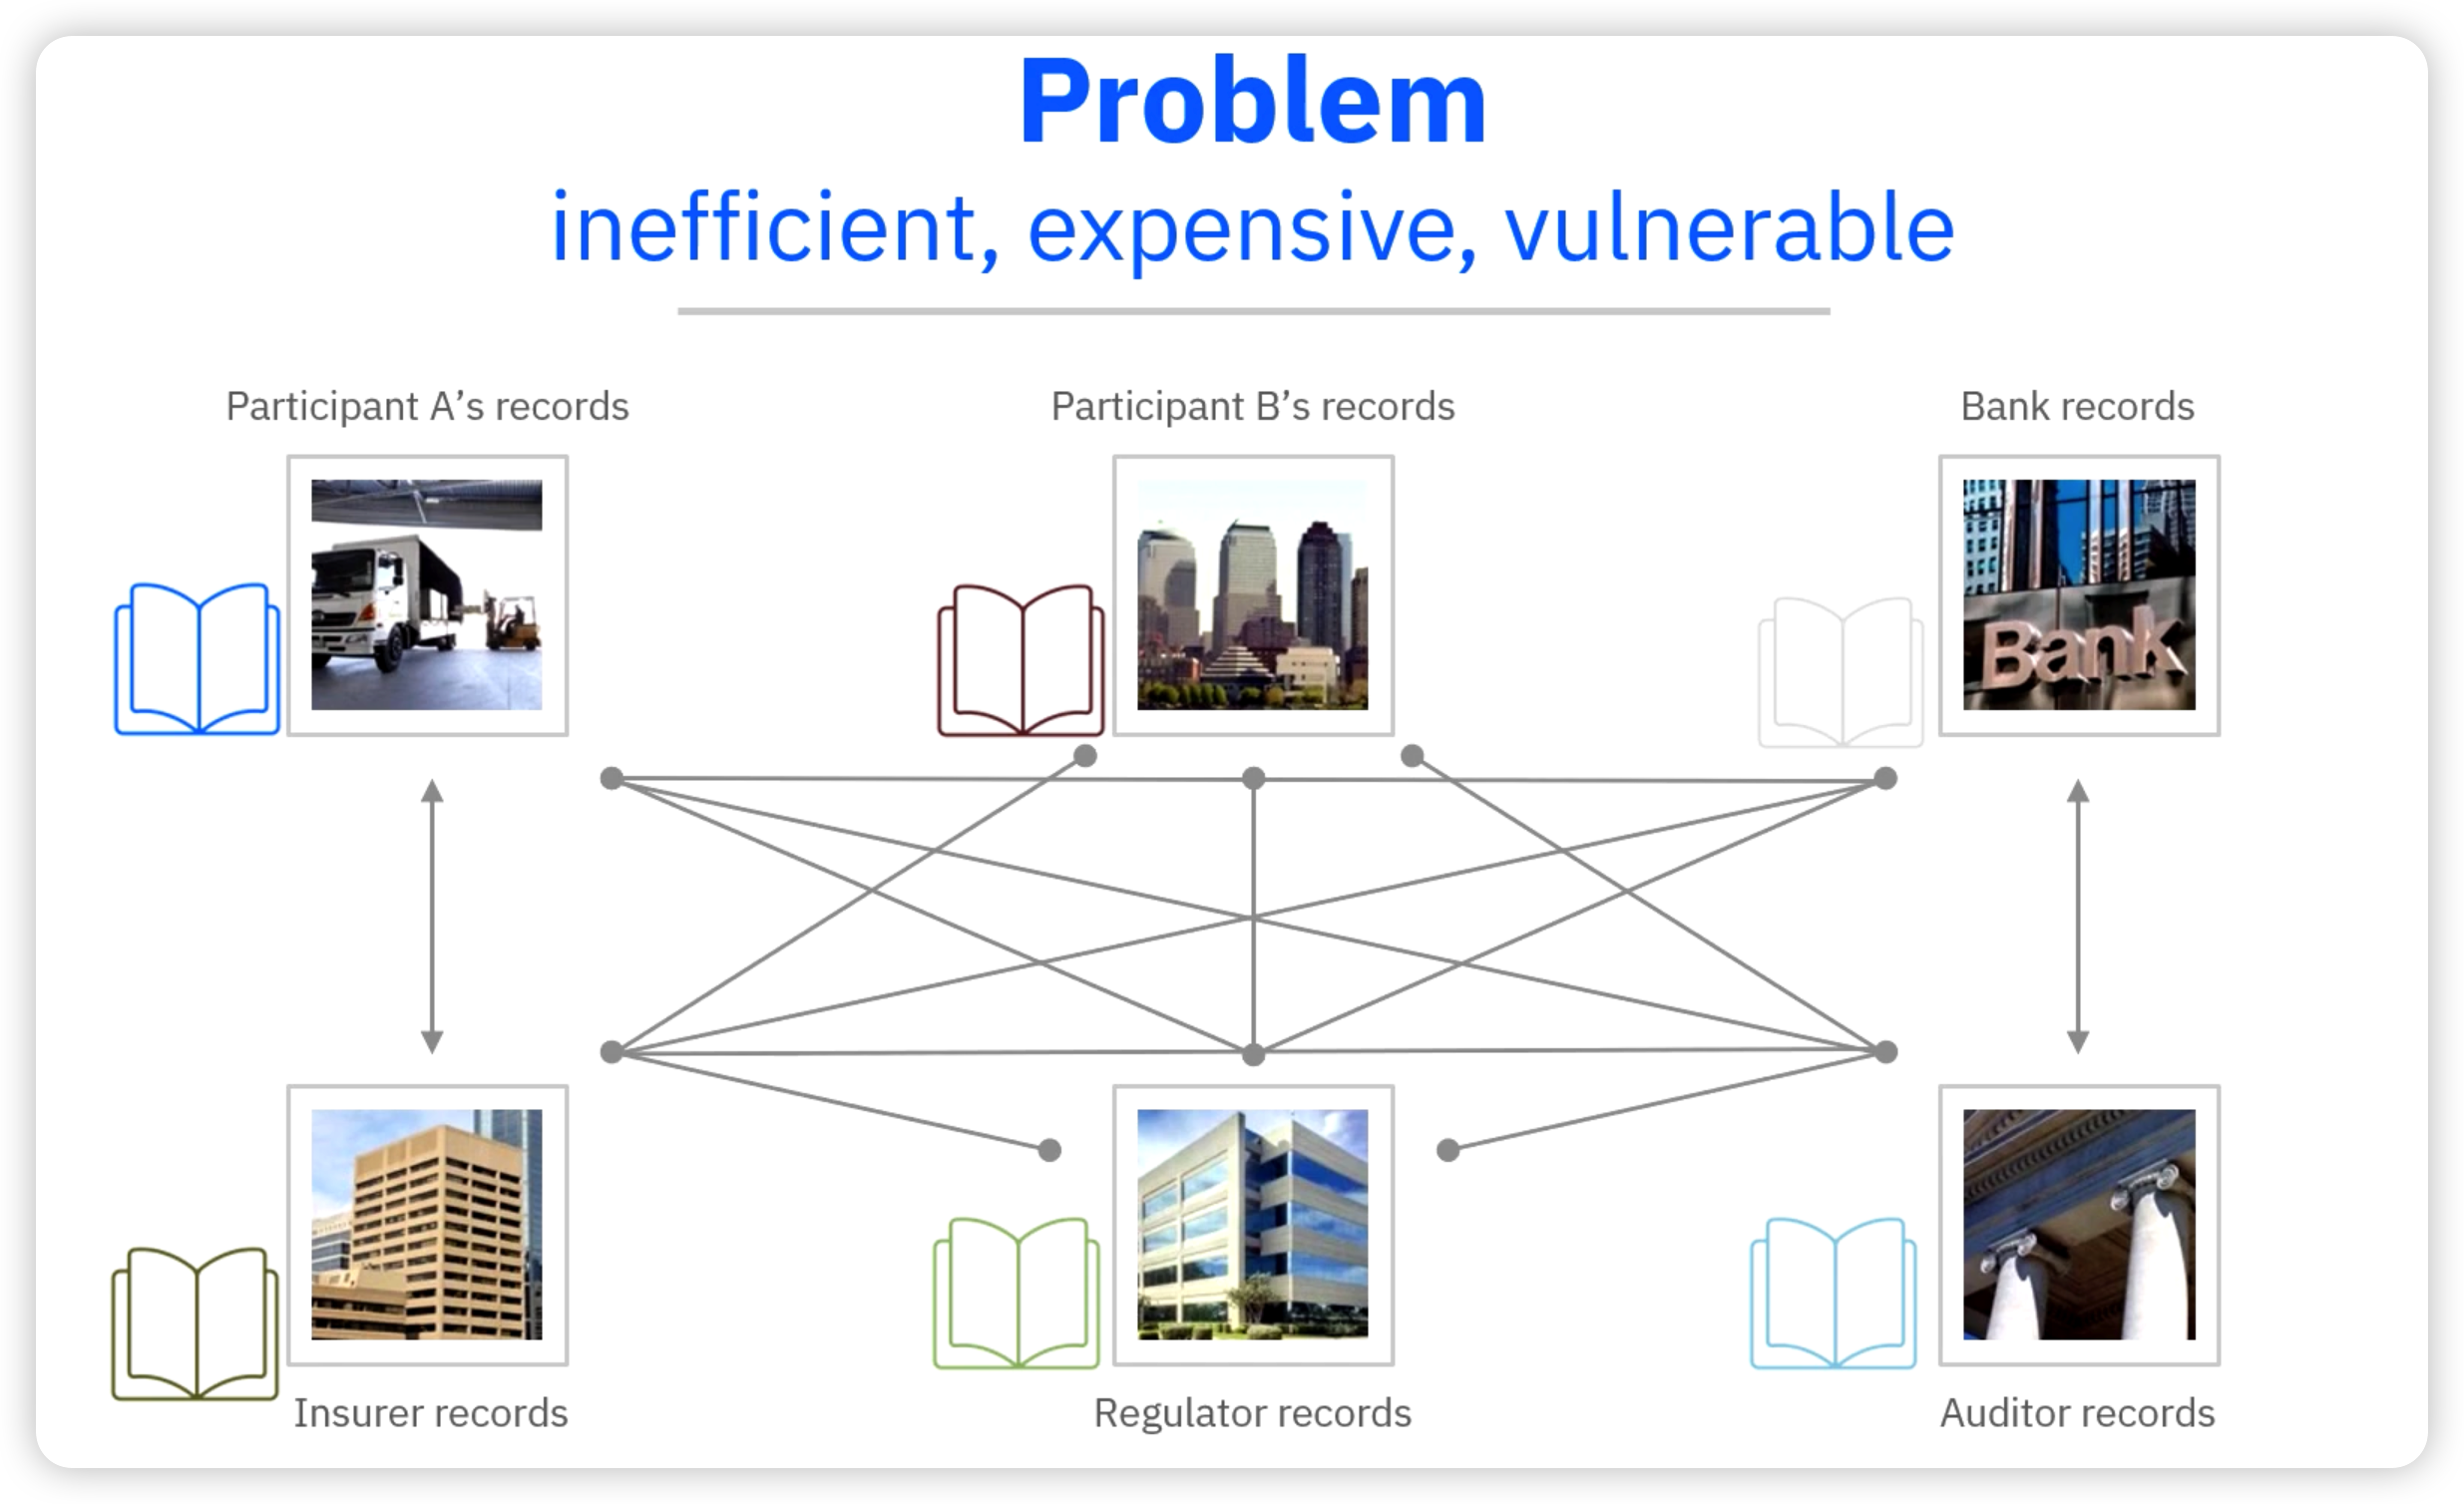 Problem
inefficient, expensive, vulnerable
Participant A’s records
Participant B’s records
Bank records
Bank
Insurer records
Regulator records
Auditor records